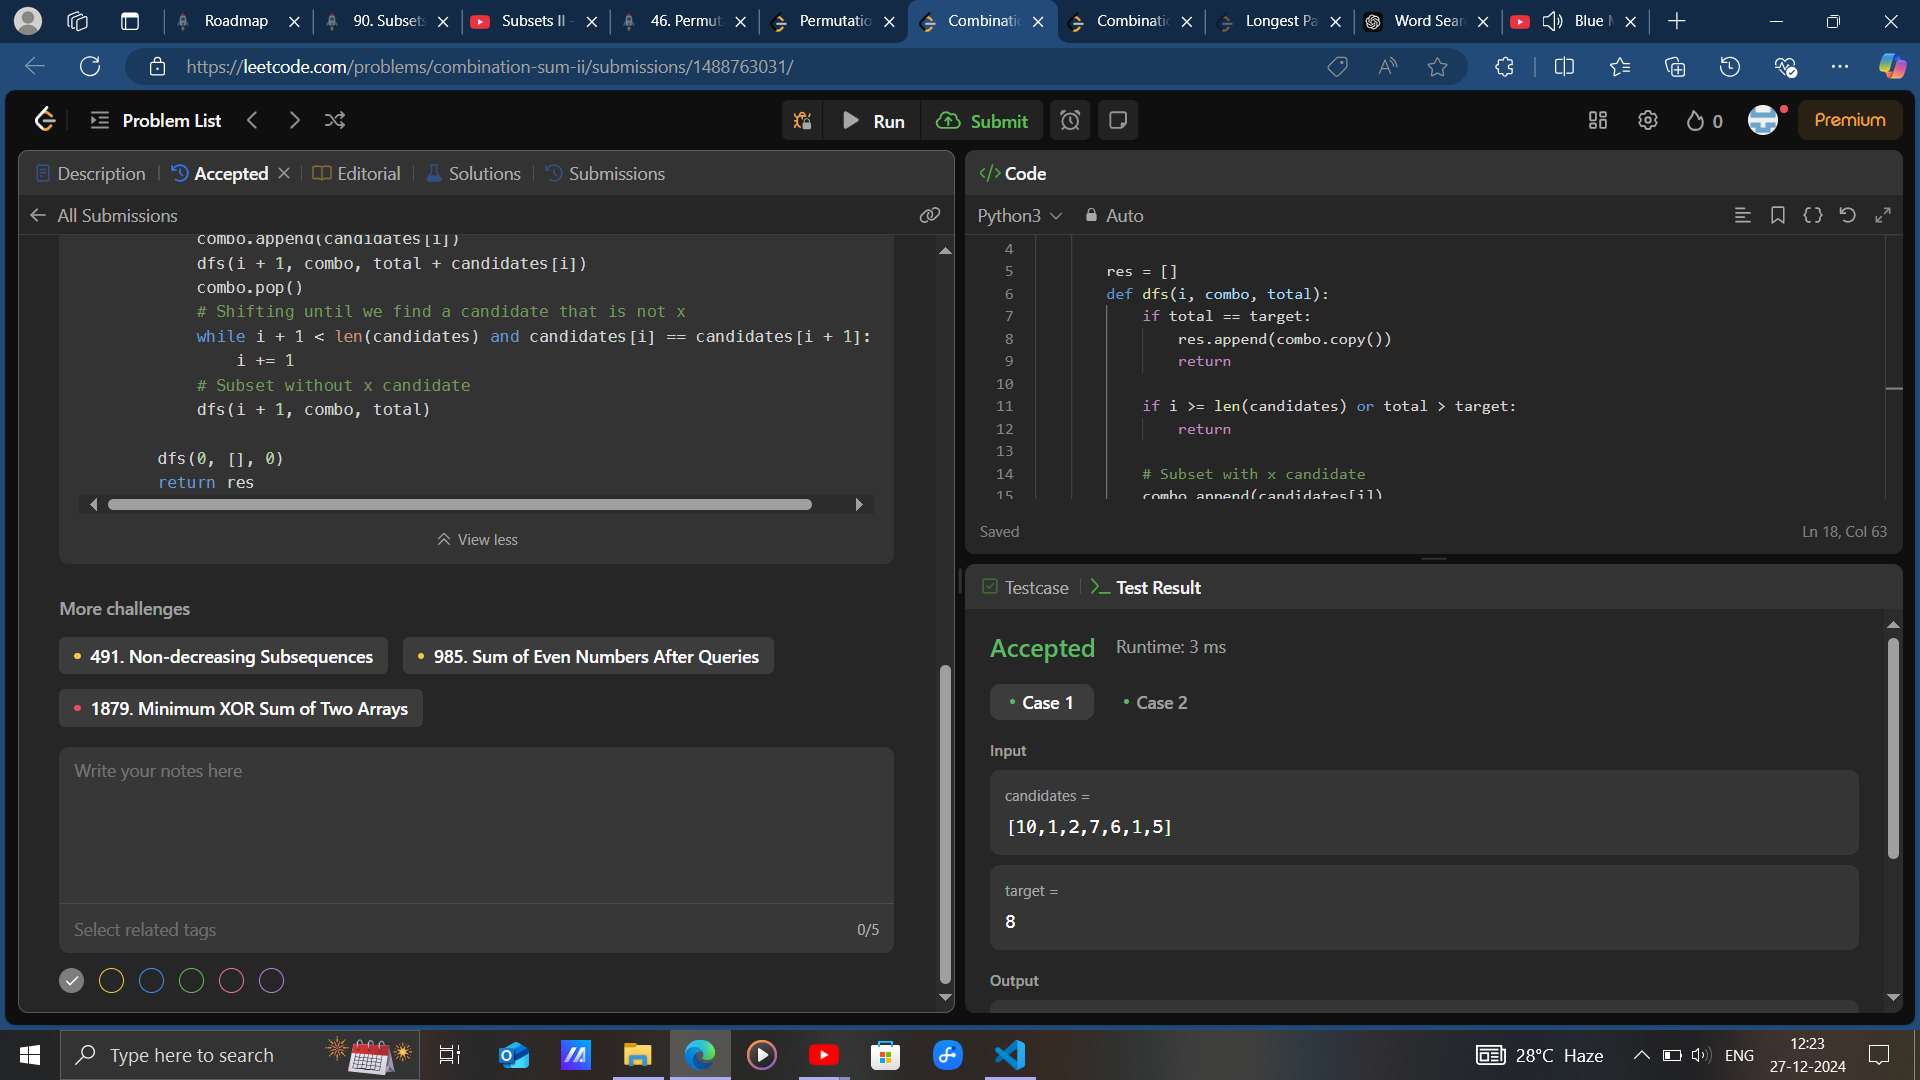 Roadmap
90. Subsets
Subsets II -
46. Permut
Permutatio
Combinatio
Combinatio
Longest Pa
Word Sear
Blue
https://leetcode.com/problems/combination-sum-ii/submissions/1488763031/
Problem List
Run
Submit
0
Premium
Description
Accepted
Editorial
Solutions
Submissions
All Submissions
combo.append(candidates[i])
dfs(i + 1, combo, total + candidates[i])
combo.pop()
# Shifting until we find a candidate that is not x
while i + 1 < len(candidates) and candidates[i] == candidates[i + 1]:
i += 1
# Subset without x candidate
dfs(i + 1, combo, total)
dfs(0, [], 0)
return res
View less
More challenges
491. Non-decreasing Subsequences
985. Sum of Even Numbers After Queries
1879. Minimum XOR Sum of Two Arrays
Write your notes here
Select related tags
0/5
</> Code
Python3
Auto
4
5 res = []
6 def dfs(i, combo, total):
7 if total == target:
8 res.append(combo.copy())
9 return
10
11 if i >= len(candidates) or total > target:
12 return
13
14 # Subset with x candidate
15 combo.append(candidates[i])
Saved
Ln 18, Col 63
Testcase
Test Result
Accepted
Runtime: 3 ms
Case 1
Case 2
Input
candidates =
[10,1,2,7,6,1,5]
target =
8
Output
Type here to search
28°C Haze
ENG
12:23
27-12-2024